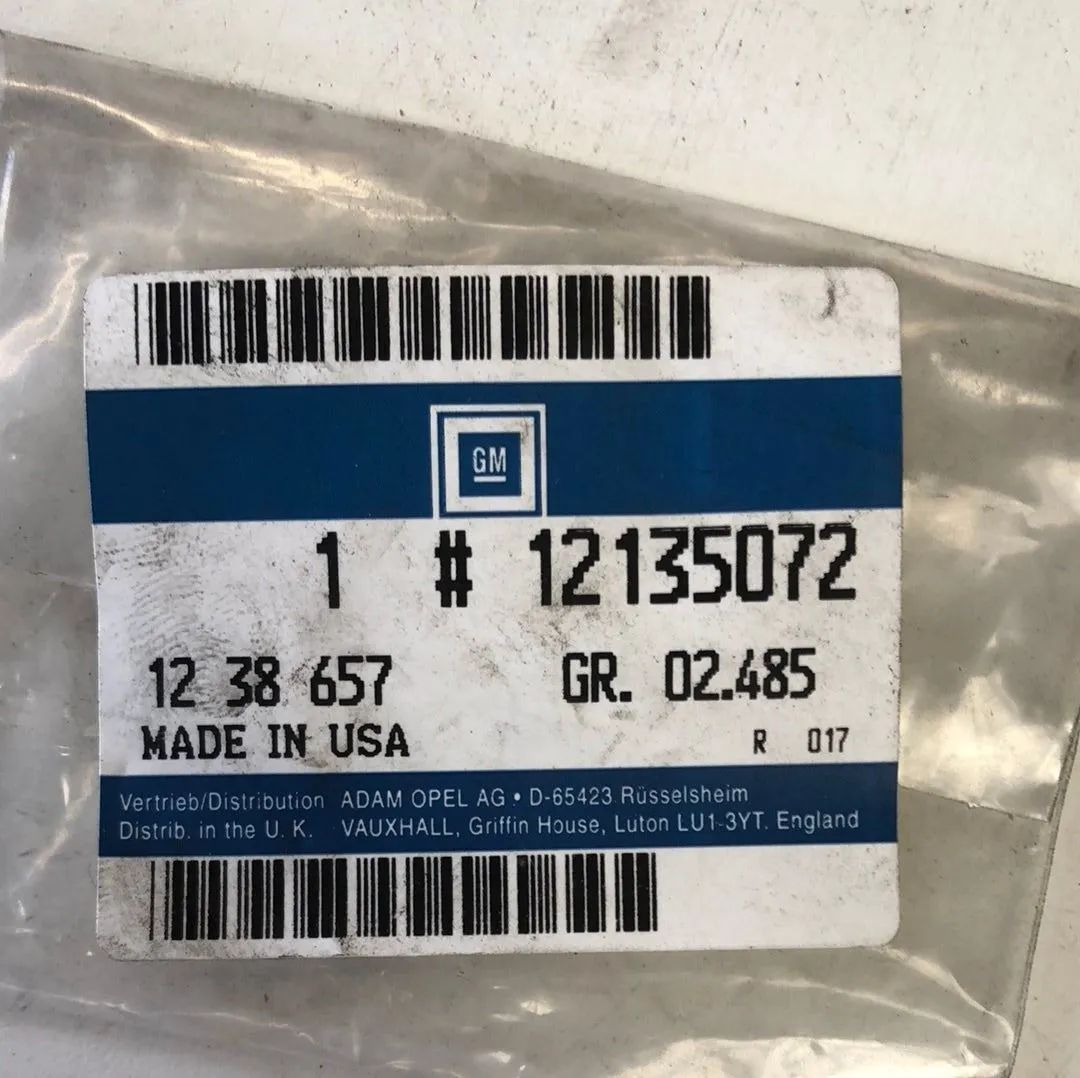 GM
1 # 12135072
12 38 657 GR. 02.485
MADE IN USA R 017
Vertrieb/Distribution ADAM OPEL AG • D-65423 Rüsselsheim
Distrib. in the U. K. VAUXHALL, Griffin House, Luton LU1 3YT. England